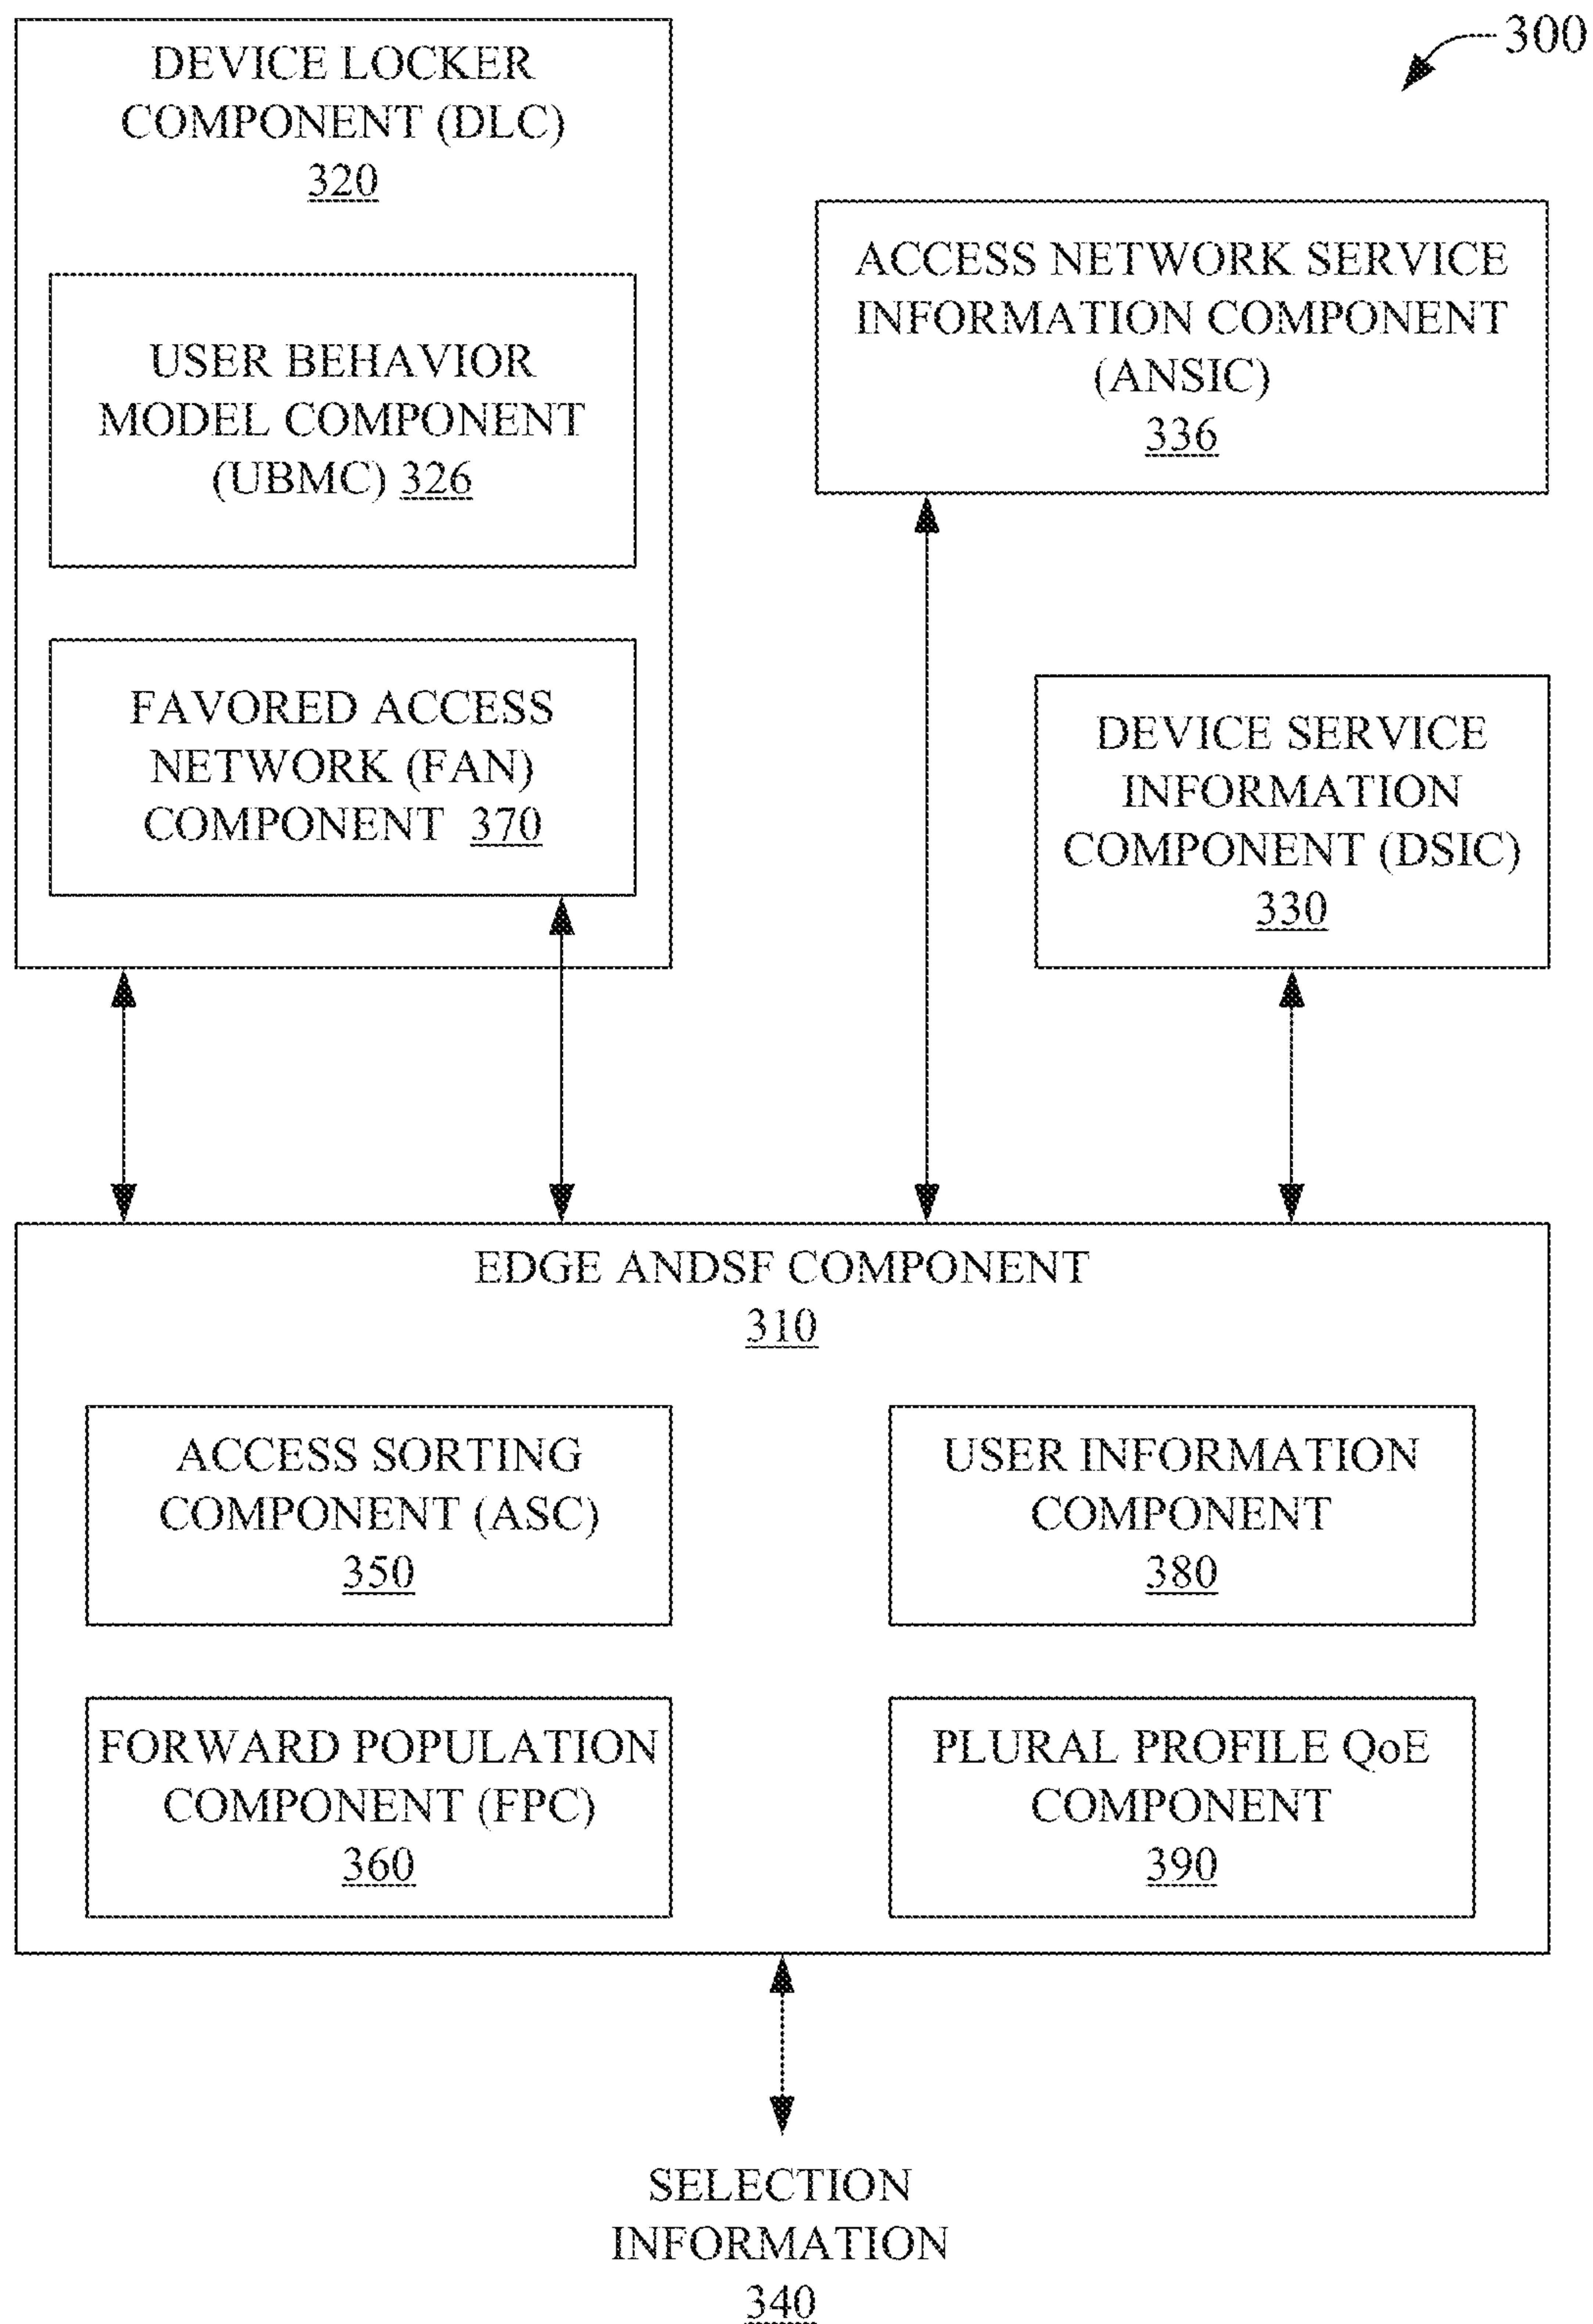 300
DEVICE LOCKER
COMPONENT (DLC)
320
USER BEHAVIOR
MODEL COMPONENT
(UBMC) 326
FAVORED ACCESS
NETWORK (FAN)
COMPONENT 370
ACCESS NETWORK SERVICE
INFORMATION COMPONENT
(ANSIC)
336
DEVICE SERVICE
INFORMATION
COMPONENT (DSIC)
330
EDGE ANDSF COMPONENT
310
ACCESS SORTING
COMPONENT (ASC)
350
USER INFORMATION
COMPONENT
380
FORWARD POPULATION
COMPONENT (FPC)
360
PLURAL PROFILE QoE
COMPONENT
390
SELECTION
INFORMATION
340